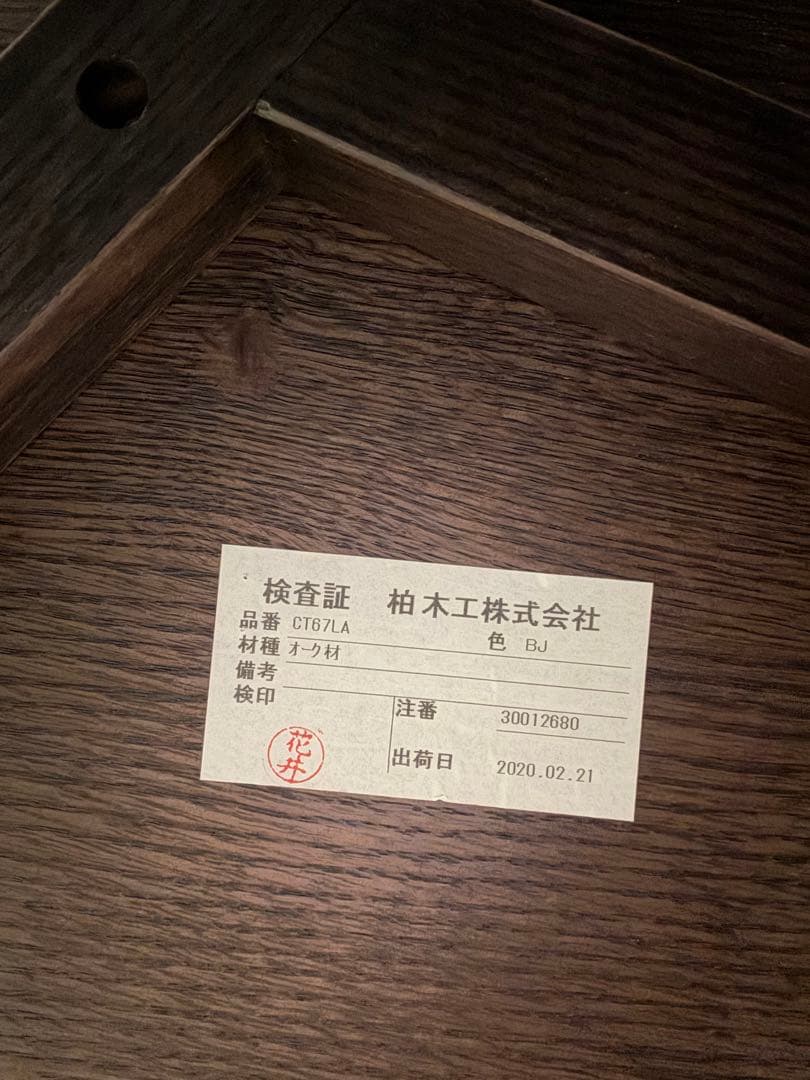 検査証 柏木工株式会社
品番 CT67LA 色 BJ
材種 オーク材
備考
検印 注番 30012680
花井 出荷日 2020.02.21